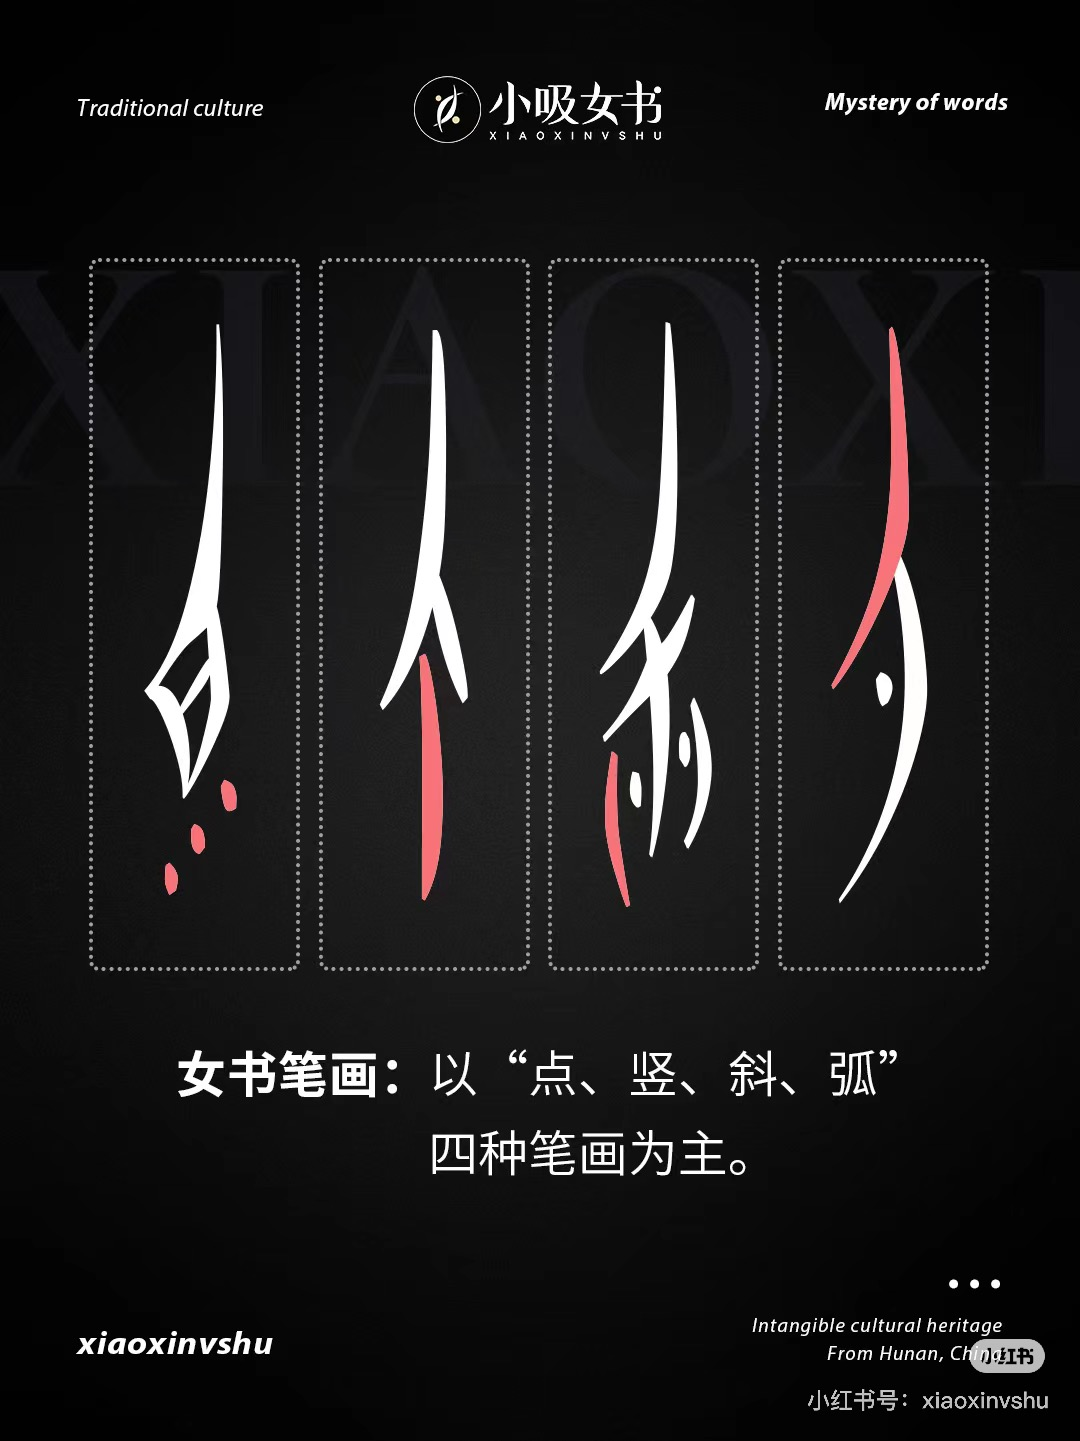 Traditional culture
小吸女书
XIAOXINVSHU
Mystery of words
XIAOXI
女书笔画：以“点、竖、斜、弧”
四种笔画为主。
xiaoxinvshu
Intangible cultural heritage
From Hunan, China
小红书
小红书号：xiaoxinvshu